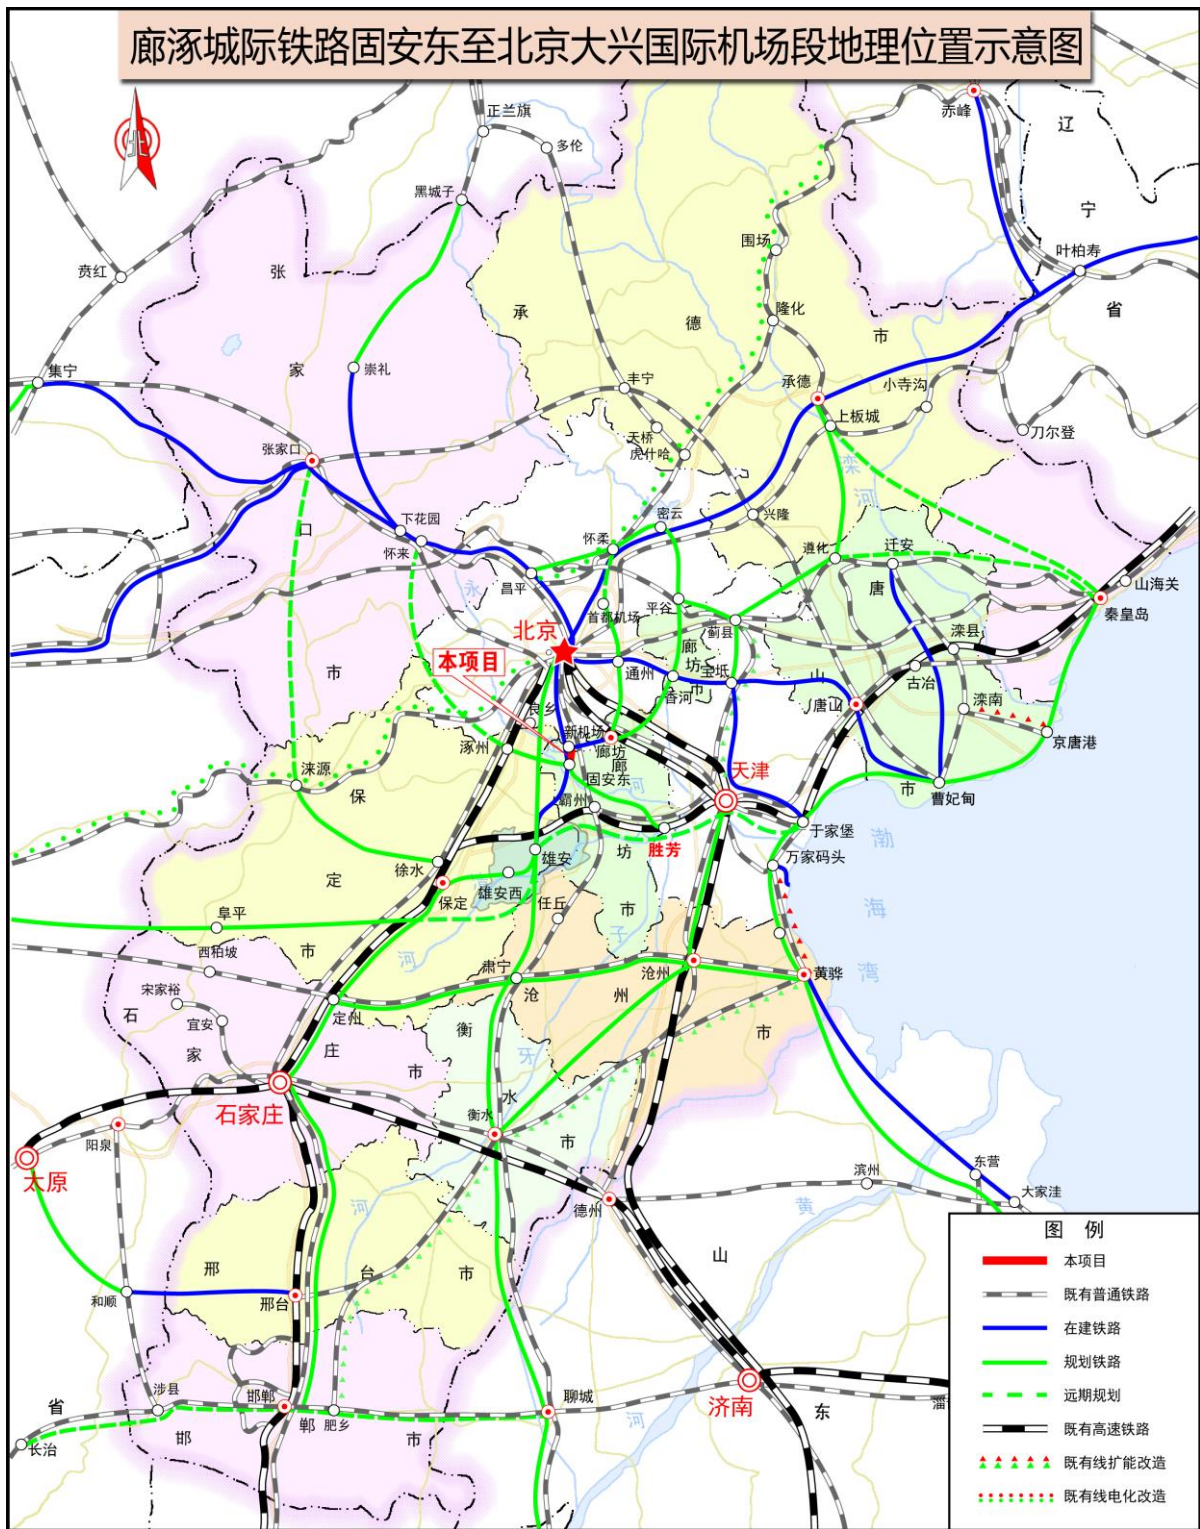 廊涿城际铁路固安东至北京大兴国际机场段地理位置示意图
北
正兰旗
多伦
赤峰
辽
宁
省
黑城子
围场
叶柏寿
贲红
张
家
口
市
承
德
市
隆化
集宁
崇礼
丰宁
承德
小寺沟
上板城
刀尔登
天桥
虎什哈
张家口
滦
河
下花园
密云
兴隆
怀来
怀柔
遵化
迁安
山海关
昌平
永
唐
山
市
秦皇岛
首都机场
平谷
蓟县
滦县
北京
廊
坊
市
本项目
通州
香河
宝坻
古冶
唐山
滦南
良乡
涿州
新机场
廊坊
京唐港
涞源
固安东
廊
坊
市
河
天津
曹妃甸
保
定
市
霸州
于家堡
渤
海
湾
胜芳
万家码头
徐水
雄安
雄安西
保定
任丘
阜平
子
河
西柏坡
肃宁
沧州
黄骅
宋家裕
定州
沧
州
市
石
家
庄
市
宜安
衡
水
市
牙
石家庄
衡水
阳泉
太原
东营
滨州
大家洼
德州
黄
河
河
山
东
省
邢
台
市
和顺
邢台
涉县
邯郸
肥乡
聊城
济南
淄
长治
邯
郸
市
图 例
本项目
既有普通铁路
在建铁路
规划铁路
远期规划
既有高速铁路
既有线扩能改造
既有线电化改造